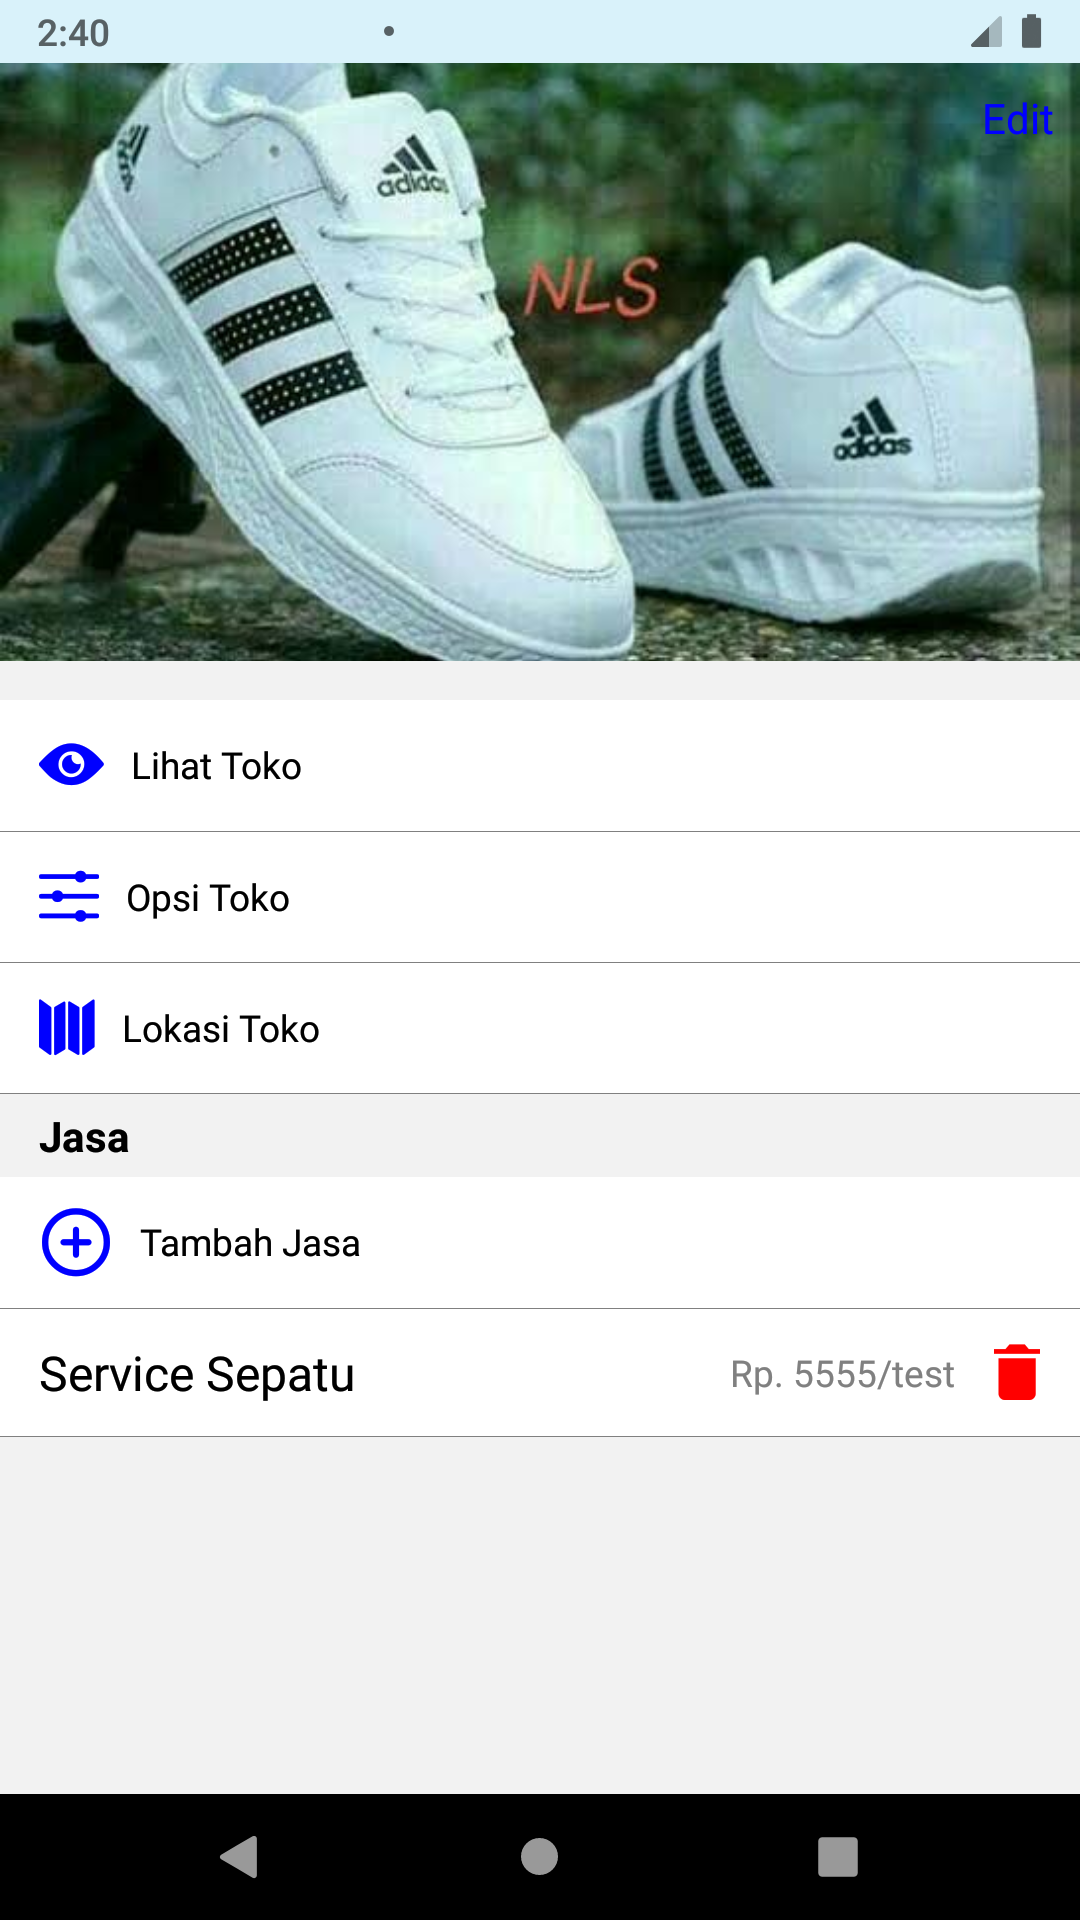 2:40
Edit
adidas
NLS
adidas
Lihat Toko
Opsi Toko
Lokasi Toko
Jasa
Tambah Jasa
Service Sepatu
Rp. 5555/test